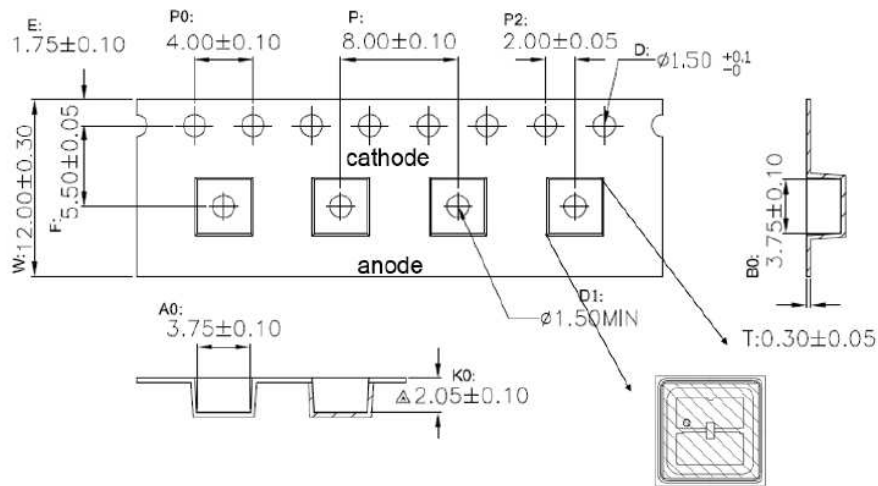 E:
1.75±0.10
P0:
4.00±0.10
P:
8.00±0.10
P2:
2.00±0.05
D:
⌀1.50 +0.1 -0
W:12.00±0.30
F:5.50±0.05
cathode
anode
B0:
3.75±0.10
D1:
⌀1.50MIN
T:0.30±0.05
A0:
3.75±0.10
K0:
2.05±0.10